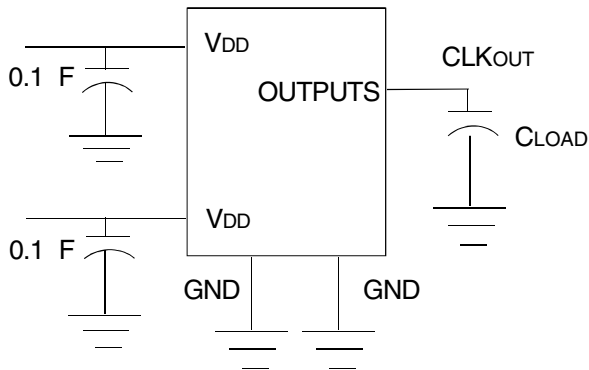 VDD
0.1 F
OUTPUTS
CLKOUT
CLOAD
VDD
0.1 F
GND
GND